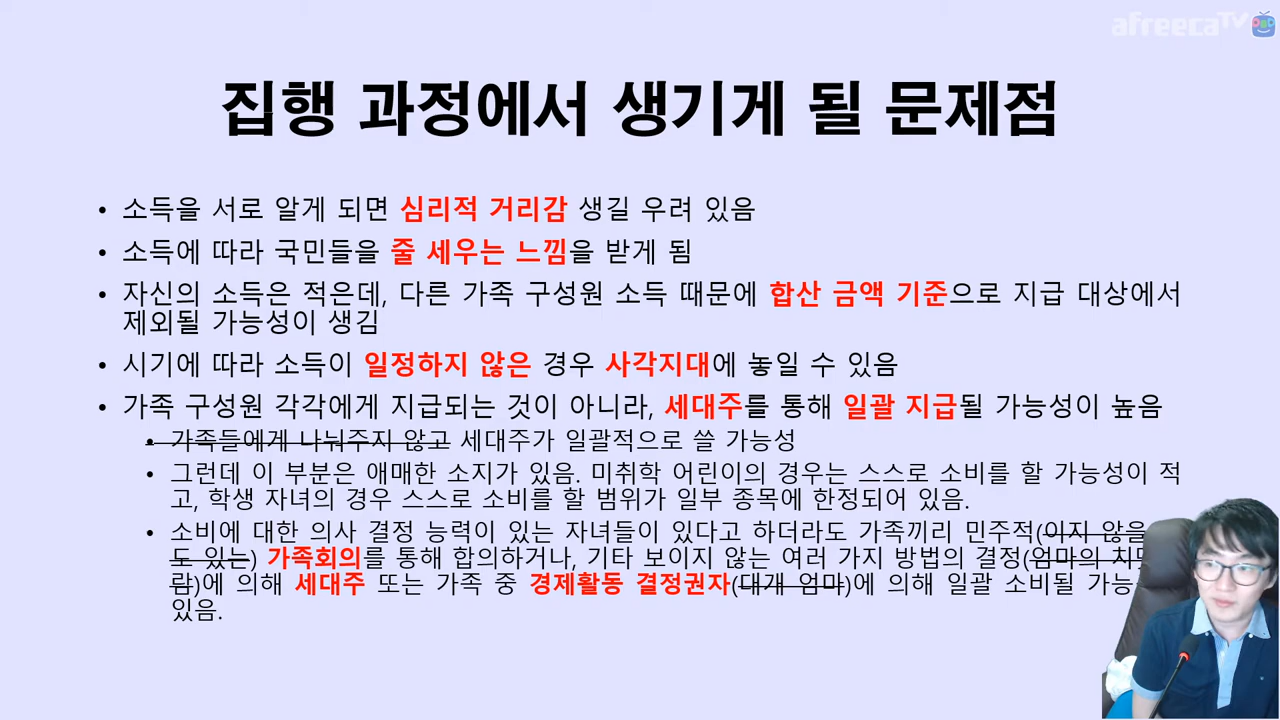 afreecaTV
집행 과정에서 생기게 될 문제점
• 소득을 서로 알게 되면 심리적 거리감 생길 우려 있음
• 소득에 따라 국민들을 줄 세우는 느낌을 받게 됨
• 자신의 소득은 적은데, 다른 가족 구성원 소득 때문에 합산 금액 기준으로 지급 대상에서
제외될 가능성이 생김
• 시기에 따라 소득이 일정하지 않은 경우 사각지대에 놓일 수 있음
• 가족 구성원 각각에게 지급되는 것이 아니라, 세대주를 통해 일괄 지급될 가능성이 높음
• 가족들에게 나눠주지 않고 세대주가 일괄적으로 쓸 가능성
• 그런데 이 부분은 애매한 소지가 있음. 미취학 어린이의 경우는 스스로 소비를 할 가능성이 적
고, 학생 자녀의 경우 스스로 소비를 할 범위가 일부 종목에 한정되어 있음.
• 소비에 대한 의사 결정 능력이 있는 자녀들이 있다고 하더라도 가족끼리 민주적(이지 않을
도 있는) 가족회의를 통해 합의하거나, 기타 보이지 않는 여러 가지 방법의 결정(엄마의
람)에 의해 세대주 또는 가족 중 경제활동 결정권자(대개 엄마)에 의해 일괄 소비될
있음.